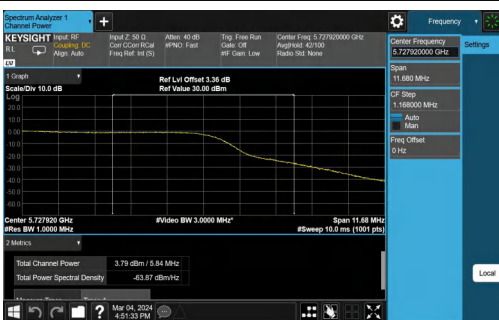 Spectrum Analyzer 1
Channel Power
+
Frequency
KEYSIGHT Input: RF
RL
Coupling: DC
Align: Auto
Input Z: 50 Ω
Corr CCorr RCal
Freq Ref: Int (S)
Atten: 40 dB
#PNO: Fast
Trig: Free Run
Gate: Off
#IF Gain: Low
Center Freq: 5.727920000 GHz
Avg|Hold: 42/100
Radio Std: None
Center Frequency
5.727920000 GHz
Settings
Span
11.680 MHz
CF Step
1.168000 MHz
Auto
Man
Freq Offset
0 Hz
1 Graph
Scale/Div 10.0 dB
Ref Lvl Offset 3.36 dB
Ref Value 30.00 dBm
Log
20.0
10.0
0.00
-10.0
-20.0
-30.0
-40.0
-50.0
-60.0
Center 5.727920 GHz
#Res BW 1.0000 MHz
#Video BW 3.0000 MHz*
Span 11.68 MHz
#Sweep 10.0 ms (1001 pts)
2 Metrics
Total Channel Power 3.79 dBm / 5.84 MHz
Total Power Spectral Density -63.87 dBm/Hz
Local
?
Mar 04, 2024
4:51:33 PM